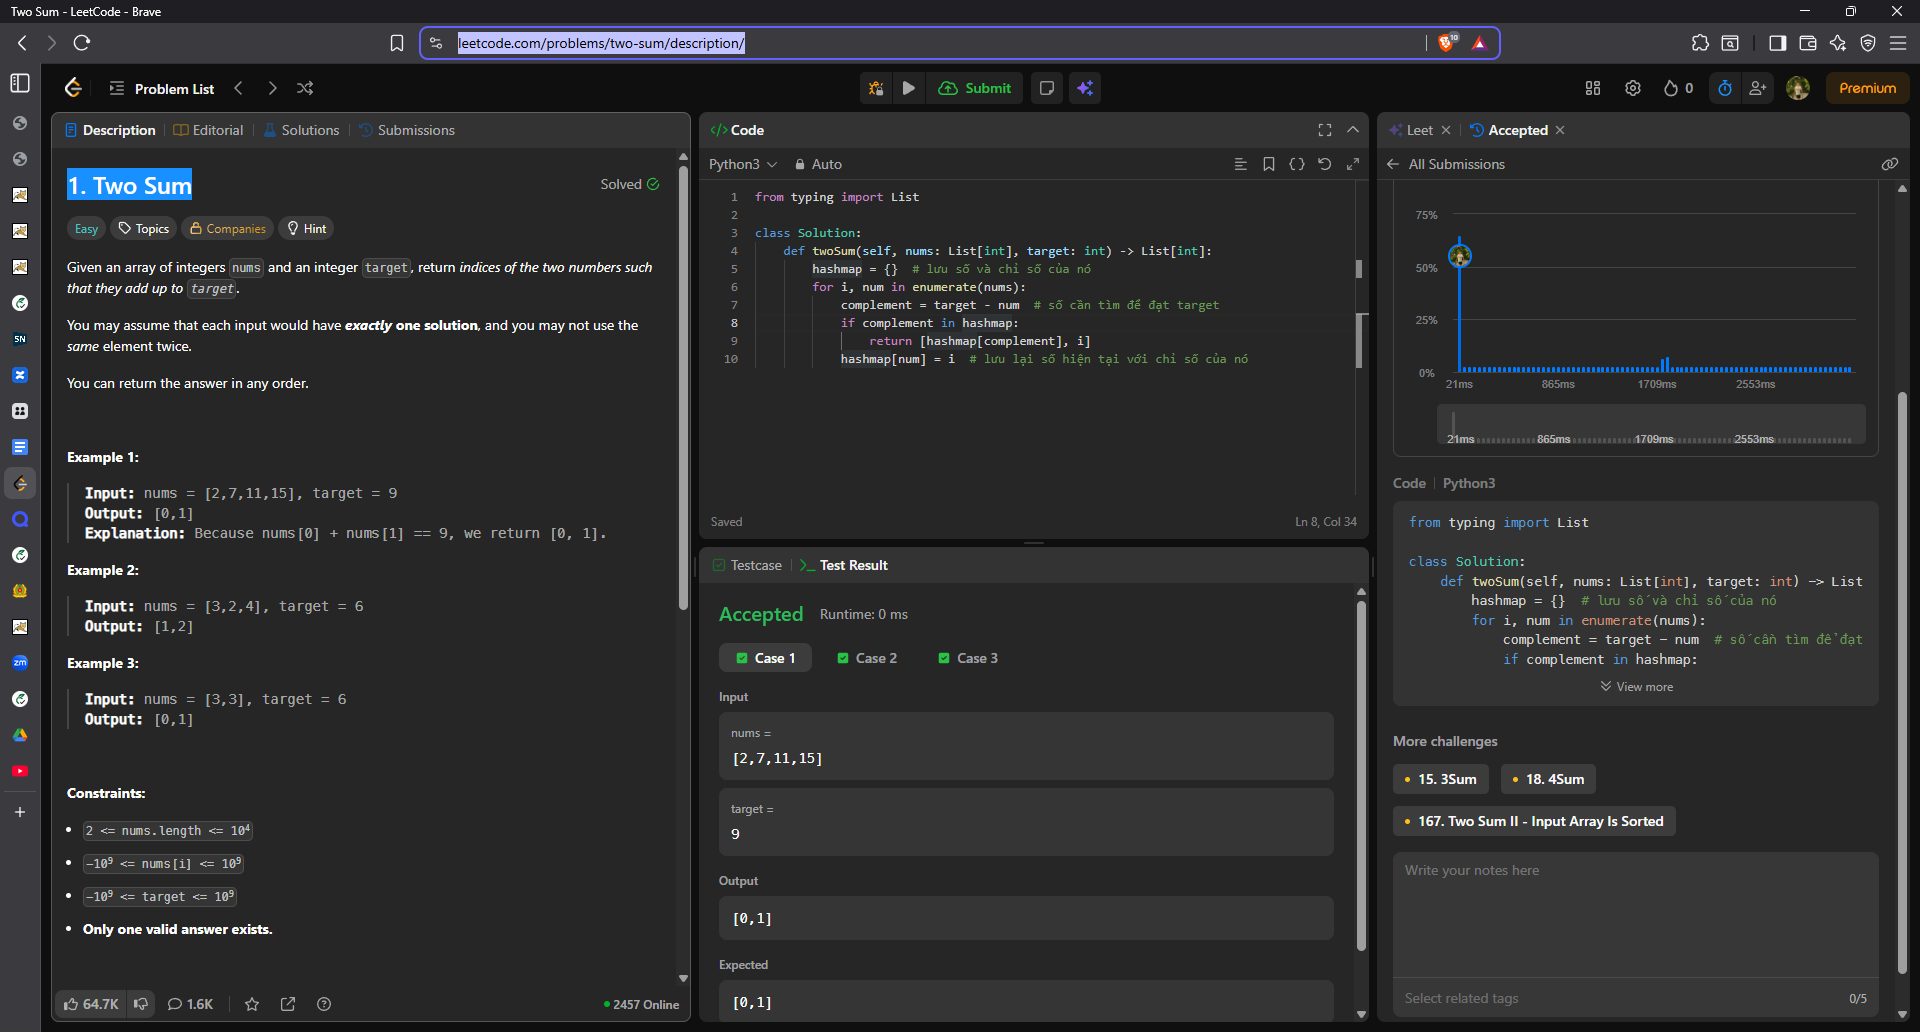 Two Sum - LeetCode - Brave
leetcode.com/problems/two-sum/description/
10
Problem List
Submit
0
Premium
Description
Editorial
Solutions
Submissions
1. Two Sum
Solved
Easy
Topics
Companies
Hint
Given an array of integers nums and an integer target, return indices of the two numbers such
that they add up to target.
You may assume that each input would have exactly one solution, and you may not use the
same element twice.
You can return the answer in any order.
Example 1:
Input: nums = [2,7,11,15], target = 9
Output: [0,1]
Explanation: Because nums[0] + nums[1] == 9, we return [0, 1].
Example 2:
Input: nums = [3,2,4], target = 6
Output: [1,2]
Example 3:
Input: nums = [3,3], target = 6
Output: [0,1]
Constraints:
2 <= nums.length <= 10⁴
-10⁹ <= nums[i] <= 10⁹
-10⁹ <= target <= 10⁹
Only one valid answer exists.
64.7K
1.6K
2457 Online
SN
zm
Code
Python3
Auto
1 from typing import List
2
3 class Solution:
4 def twoSum(self, nums: List[int], target: int) -> List[int]:
5 hashmap = {} # lưu số và chỉ số của nó
6 for i, num in enumerate(nums):
7 complement = target - num # số cần tìm để đạt target
8 if complement in hashmap:
9 return [hashmap[complement], i]
10 hashmap[num] = i # lưu lại số hiện tại với chỉ số của nó
Saved
Ln 8, Col 34
Testcase
Test Result
Accepted
Runtime: 0 ms
Case 1
Case 2
Case 3
Input
nums =
[2,7,11,15]
target =
9
Output
[0,1]
Expected
[0,1]
Leet
Accepted
All Submissions
75%
50%
25%
0%
21ms 865ms 1709ms 2553ms
21ms 865ms 1709ms 2553ms
Code
Python3
from typing import List
class Solution:
def twoSum(self, nums: List[int], target: int) -> List
hashmap = {} # lưu số và chỉ số của nó
for i, num in enumerate(nums):
complement = target - num # số cần tìm để đạt
if complement in hashmap:
View more
More challenges
15. 3Sum
18. 4Sum
167. Two Sum II - Input Array Is Sorted
Write your notes here
Select related tags
0/5